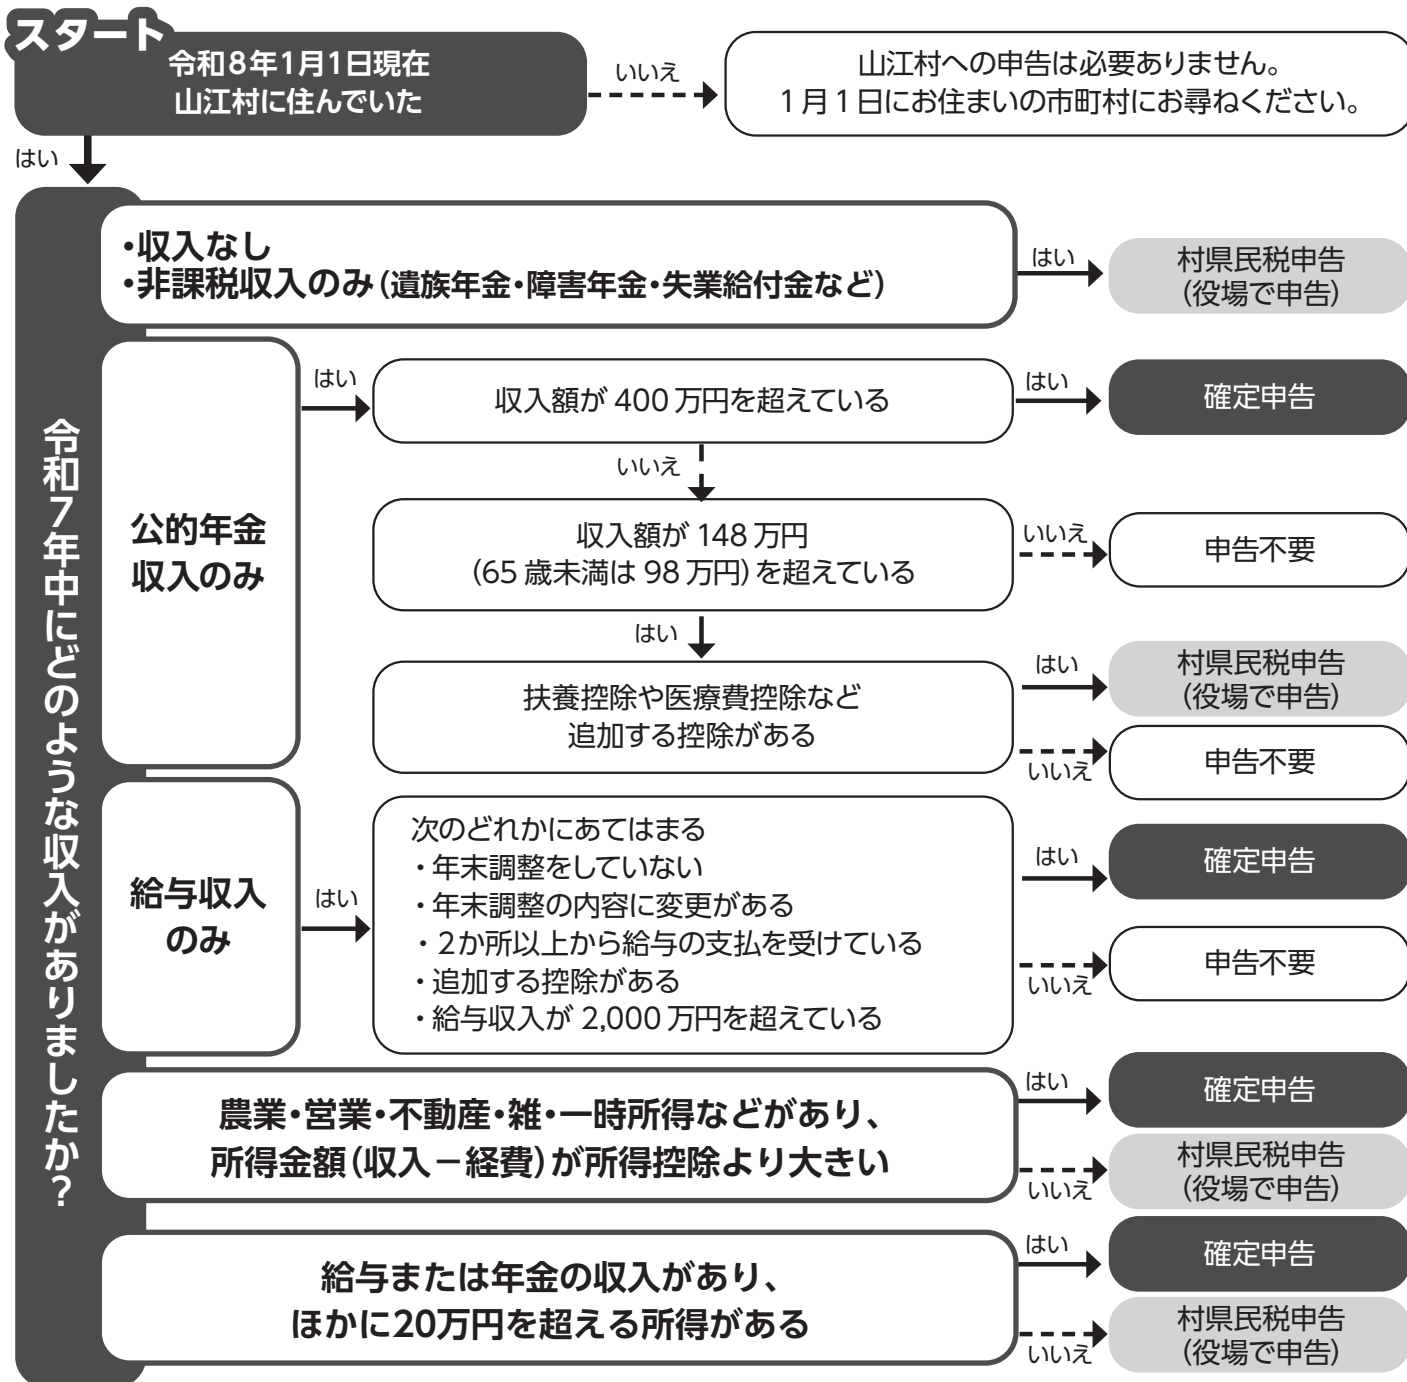 スタート
令和8年1月1日現在
山江村に住んでいた
いいえ
山江村への申告は必要ありません。
1月1日にお住まいの市町村にお尋ねください。
はい
令和7年中にどのような収入がありましたか?
・収入なし
・非課税収入のみ(遺族年金・障害年金・失業給付金など)
はい
村県民税申告
(役場で申告)
公的年金
収入のみ
はい
収入額が 400 万円を超えている
はい
確定申告
いいえ
収入額が 148 万円
(65 歳未満は 98 万円)を超えている
いいえ
申告不要
はい
扶養控除や医療費控除など
追加する控除がある
はい
村県民税申告
(役場で申告)
いいえ
申告不要
給与収入
のみ
はい
次のどれかにあてはまる
・年末調整をしていない
・年末調整の内容に変更がある
・2か所以上から給与の支払を受けている
・追加する控除がある
・給与収入が 2,000 万円を超えている
はい
確定申告
いいえ
申告不要
農業・営業・不動産・雑・一時所得などがあり、
所得金額(収入－経費)が所得控除より大きい
はい
確定申告
いいえ
村県民税申告
(役場で申告)
給与または年金の収入があり、
ほかに20万円を超える所得がある
はい
確定申告
いいえ
村県民税申告
(役場で申告)